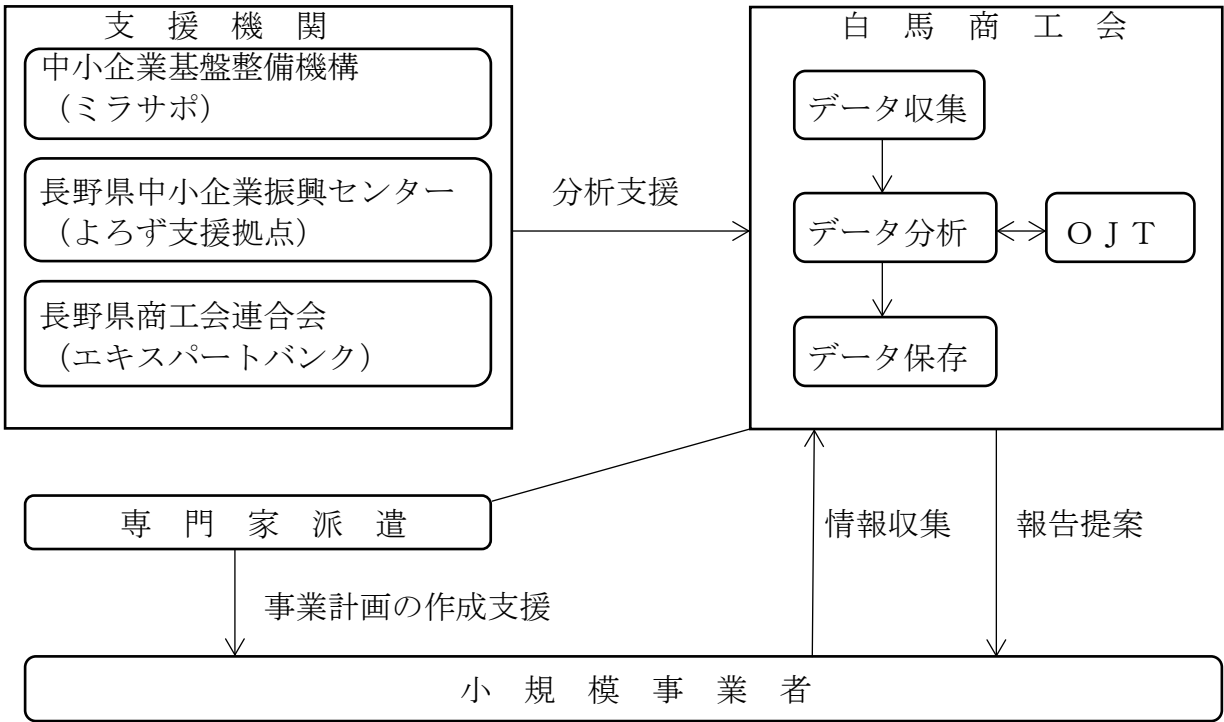 支　援　機　関
中小企業基盤整備機構
（ミラサポ）
長野県中小企業振興センター
（よろず支援拠点）
長野県商工会連合会
（エキスパートバンク）
分析支援
白　馬　商　工　会
データ収集
データ分析
ＯＪＴ
データ保存
専　門　家　派　遣
事業計画の作成支援
情報収集
報告提案
小　規　模　事　業　者